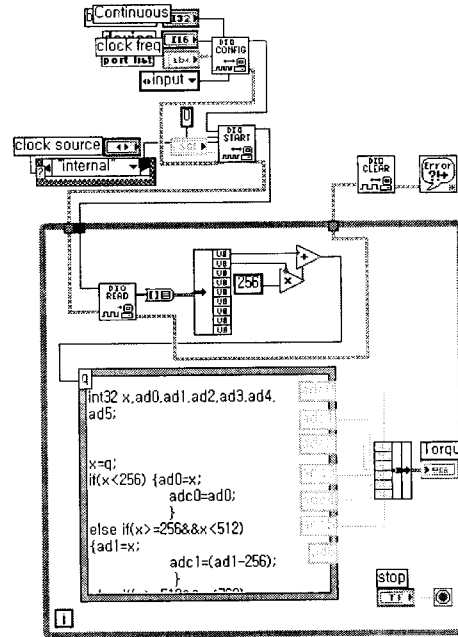 Continuous
I32
I16
clock freq
port list
abc
DIO
CONFIG
input
0
DIO
START
clock source
internal
DIO
CLEAR
Error
?!
DIO
READ
U8
U8
U8
U8
U8
U8
U8
U8
+
256
x
q
int32 x,ad0,ad1,ad2,ad3,ad4,
ad5;
x=q;
if(x<256) {ad0=x;
adc0=ad0;
}
else if(x>=256&&x<512)
{ad1=x;
adc1=(ad1-256);
}
Torqu
stop
TF
i